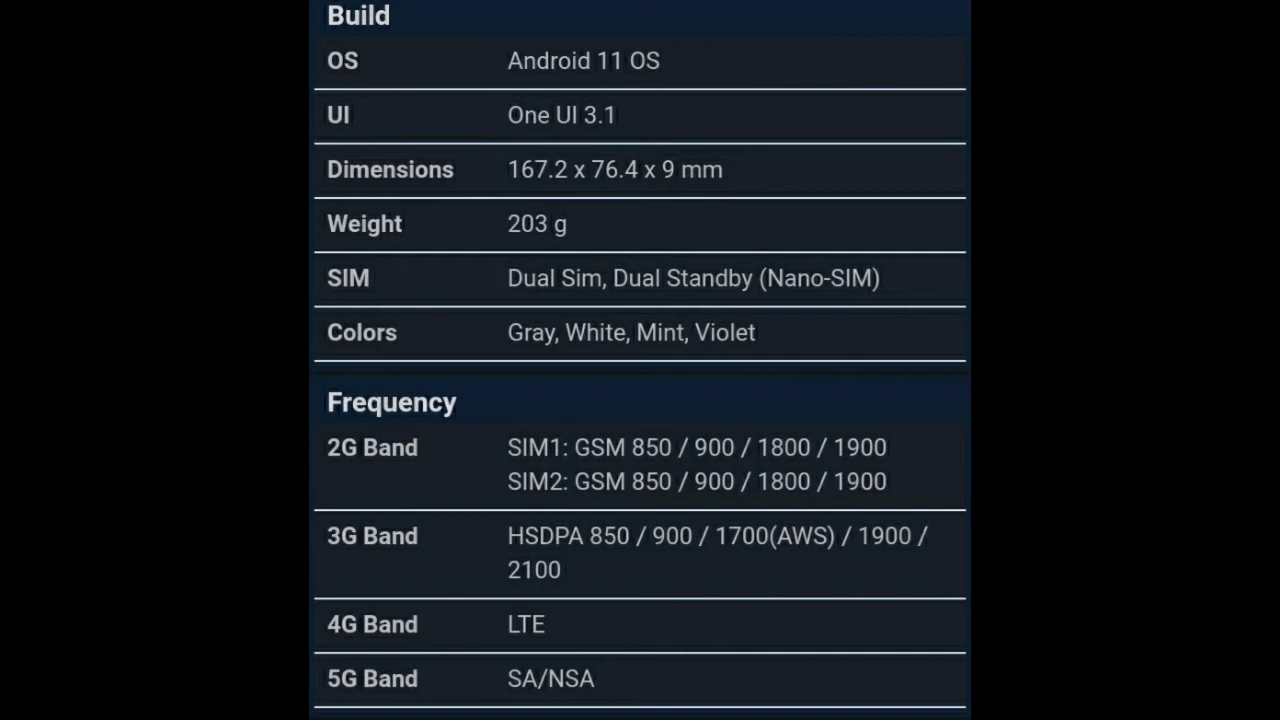 Build
OS Android 11 OS
UI One UI 3.1
Dimensions 167.2 x 76.4 x 9 mm
Weight 203 g
SIM Dual Sim, Dual Standby (Nano-SIM)
Colors Gray, White, Mint, Violet
Frequency
2G Band SIM1: GSM 850 / 900 / 1800 / 1900
SIM2: GSM 850 / 900 / 1800 / 1900
3G Band HSDPA 850 / 900 / 1700(AWS) / 1900 /
2100
4G Band LTE
5G Band SA/NSA